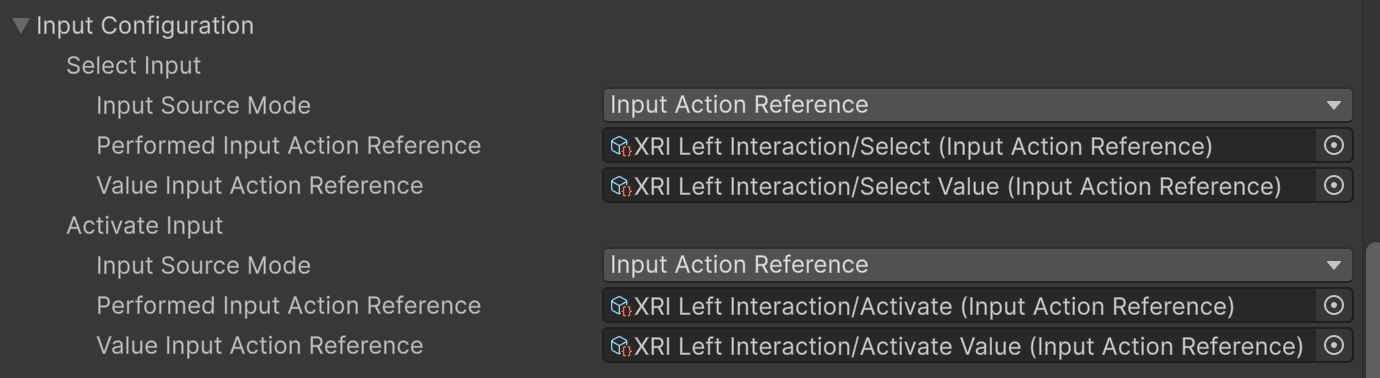 Input Configuration
Select Input
Input Source Mode Input Action Reference
Performed Input Action Reference XRI Left Interaction/Select (Input Action Reference)
Value Input Action Reference XRI Left Interaction/Select Value (Input Action Reference)
Activate Input
Input Source Mode Input Action Reference
Performed Input Action Reference XRI Left Interaction/Activate (Input Action Reference)
Value Input Action Reference XRI Left Interaction/Activate Value (Input Action Reference)